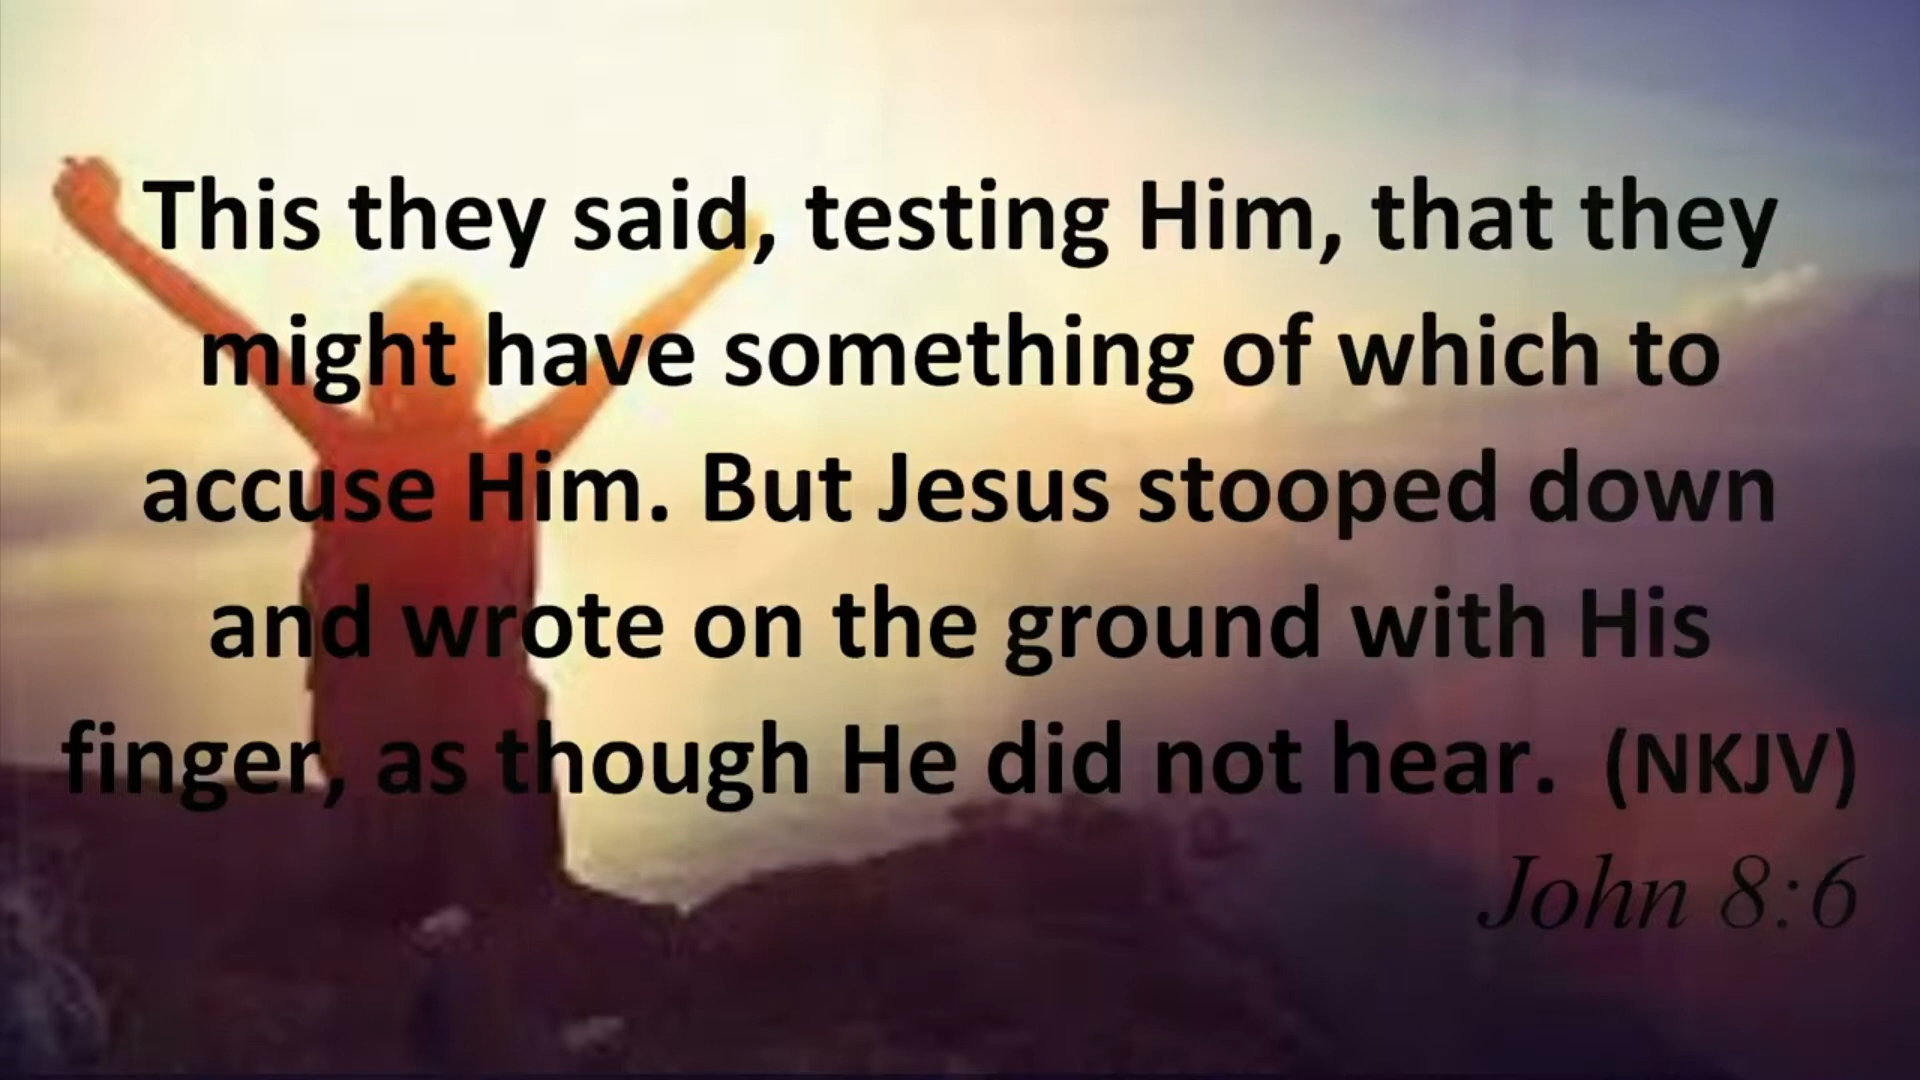 This they said, testing Him, that they
might have something of which to
accuse Him. But Jesus stooped down
and wrote on the ground with His
finger, as though He did not hear. (NKJV)
John 8:6